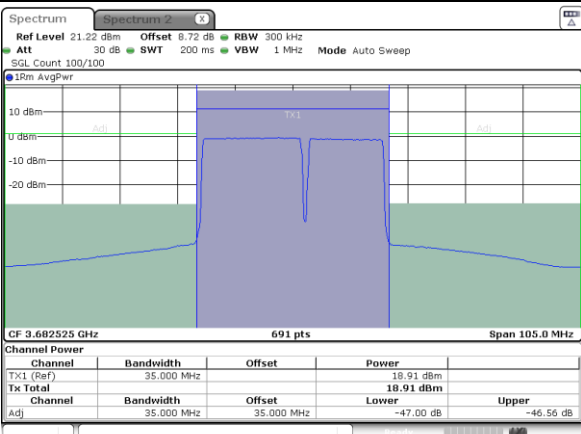 Spectrum Spectrum 2 X
Ref Level 21.22 dBm Offset 8.72 dB RBW 300 kHz
Att 30 dB SWT 200 ms VBW 1 MHz Mode Auto Sweep
SGL Count 100/100
1Rm AvgPwr
10 dBm
TX1
Adj Adj
0 dBm
-10 dBm
-20 dBm
CF 3.682525 GHz 691 pts Span 105.0 MHz
Channel Power
Channel Bandwidth Offset Power
TX1 (Ref) 35.000 MHz 18.91 dBm
Tx Total 18.91 dBm
Channel Bandwidth Offset Lower Upper
Adj 35.000 MHz 35.000 MHz -47.00 dB -46.56 dB